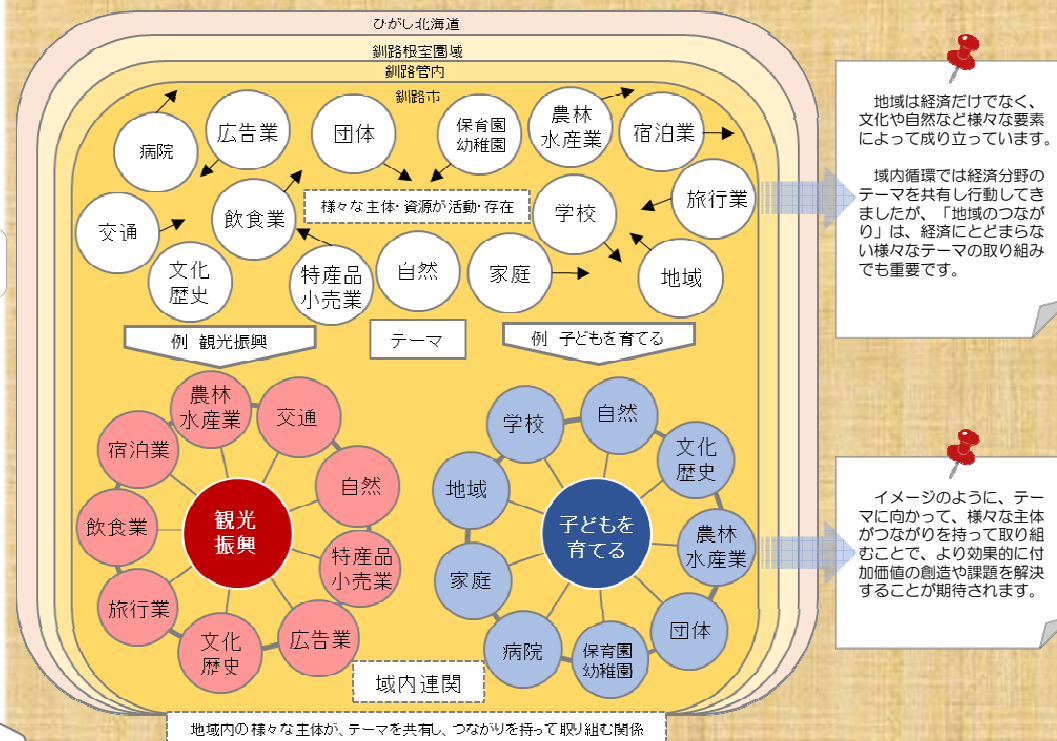 ひがし北海道
釧路根室圏域
釧路管内
釧路市
病院
広告業
団体
保育園
幼稚園
農林
水産業
宿泊業
交通
飲食業
様々な主体・資源が活動・存在
学校
旅行業
文化
歴史
特産品
小売業
自然
家庭
地域
例 観光振興
テーマ
例 子どもを育てる
農林
水産業
交通
宿泊業
自然
飲食業
観光
振興
特産品
小売業
旅行業
文化
歴史
広告業
学校
自然
文化
歴史
地域
子どもを
育てる
農林
水産業
家庭
団体
病院
保育園
幼稚園
域内連関
地域内の様々な主体が、テーマを共有し、つながりを持って取り組む関係
地域は経済だけでなく、
文化や自然など様々な要素
によって成り立っています。
域内循環では経済分野の
テーマを共有し行動してき
ましたが、「地域のつなが
り」は、経済にとどまらな
い様々なテーマの取り組み
でも重要です。
イメージのように、テー
マに向かって、様々な主体
がつながりを持って取り組
むことで、より効果的に付
加価値の創造や課題を解決
することが期待されます。